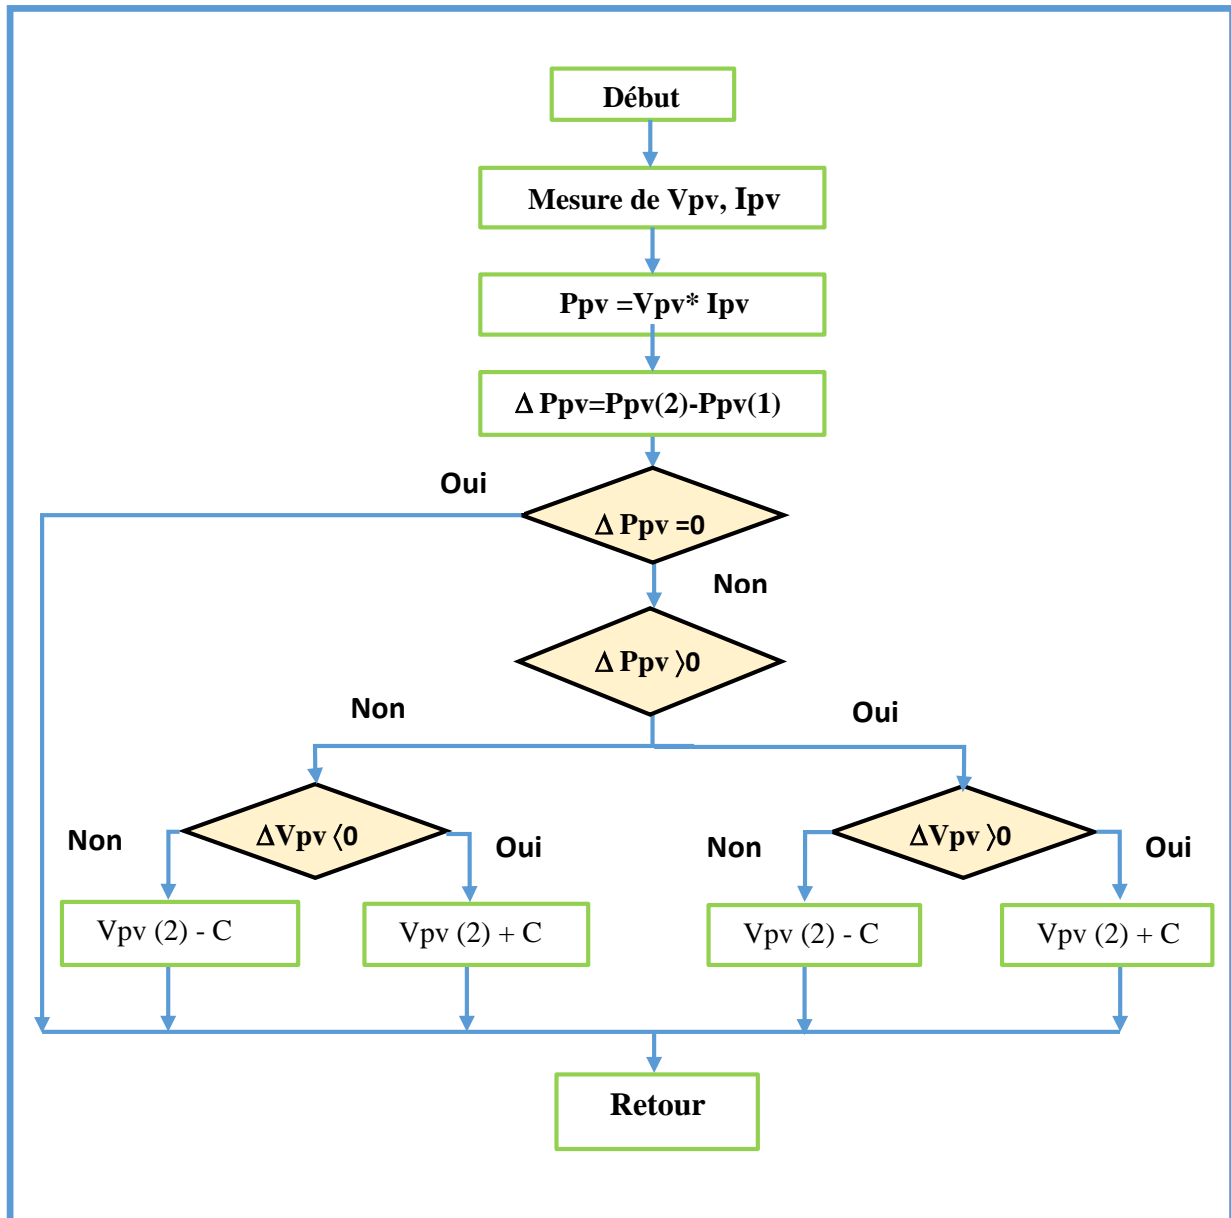 Début
Mesure de Vpv, Ipv
Ppv =Vpv* Ipv
Δ Ppv=Ppv(2)-Ppv(1)
Oui
Δ Ppv =0
Non
Δ Ppv ⟩0
Non
Oui
Non
ΔVpv ⟨0
Oui
Non
ΔVpv ⟩0
Oui
Vpv (2) - C
Vpv (2) + C
Vpv (2) - C
Vpv (2) + C
Retour